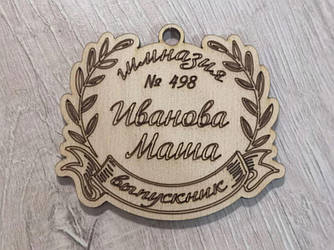 гимназия
№ 498
Иванова
Маша
выпускник